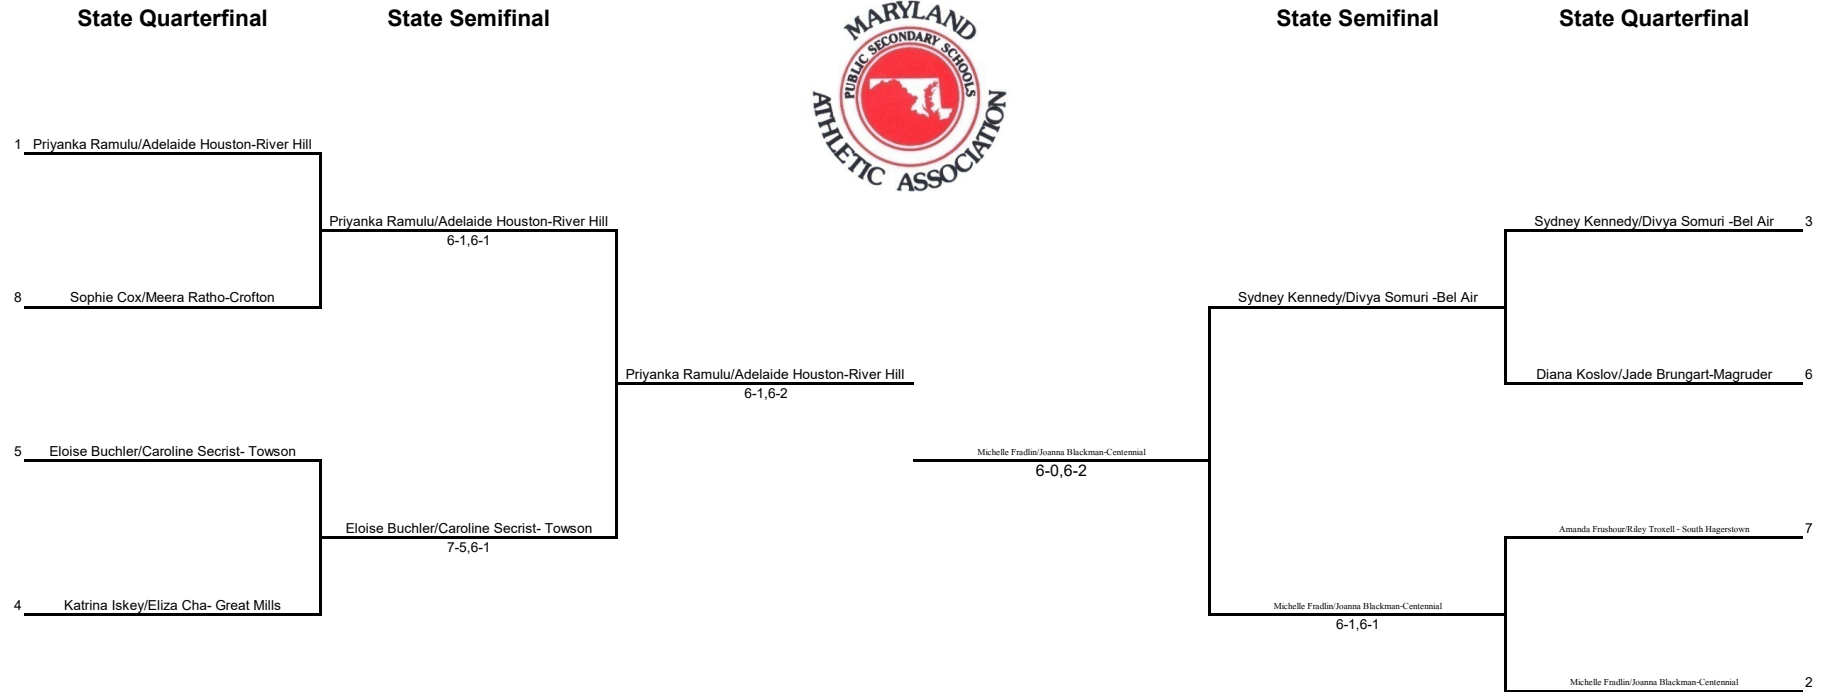 State Quarterfinal
State Semifinal
MARYLAND
PUBLIC SECONDARY SCHOOLS
ATHLETIC ASSOCIATION
State Semifinal
State Quarterfinal
1 Priyanka Ramulu/Adelaide Houston-River Hill
Priyanka Ramulu/Adelaide Houston-River Hill
6-1,6-1
8 Sophie Cox/Meera Ratho-Crofton
Priyanka Ramulu/Adelaide Houston-River Hill
6-1,6-2
5 Eloise Buchler/Caroline Secrist- Towson
Eloise Buchler/Caroline Secrist- Towson
7-5,6-1
4 Katrina Iskey/Eliza Cha- Great Mills
Sydney Kennedy/Divya Somuri -Bel Air 3
Sydney Kennedy/Divya Somuri -Bel Air
Diana Koslov/Jade Brungart-Magruder 6
Michelle Fradlin/Joanna Blackman-Centennial
6-0,6-2
Amanda Frushour/Riley Troxell - South Hagerstown 7
Michelle Fradlin/Joanna Blackman-Centennial
6-1,6-1
Michelle Fradlin/Joanna Blackman-Centennial 2